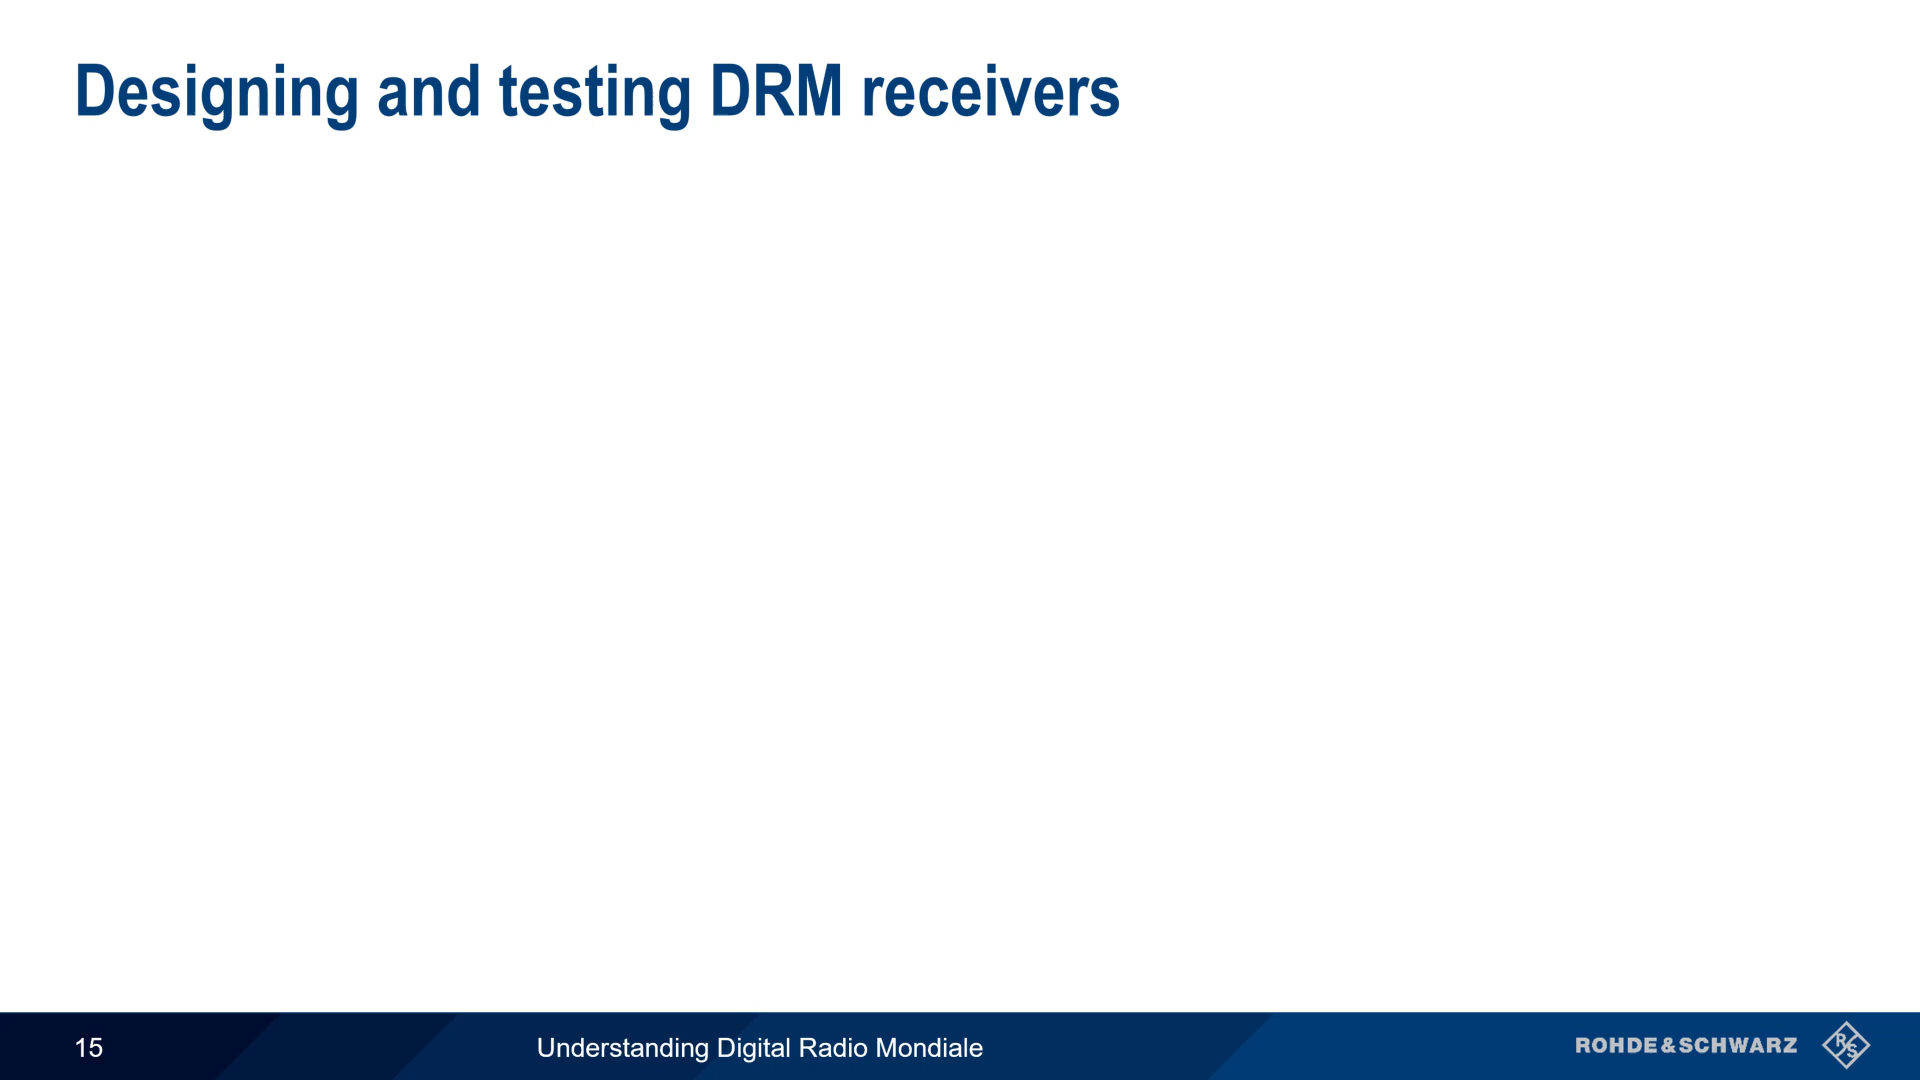 Designing and testing DRM receivers
15
Understanding Digital Radio Mondiale
ROHDE&SCHWARZ
R S